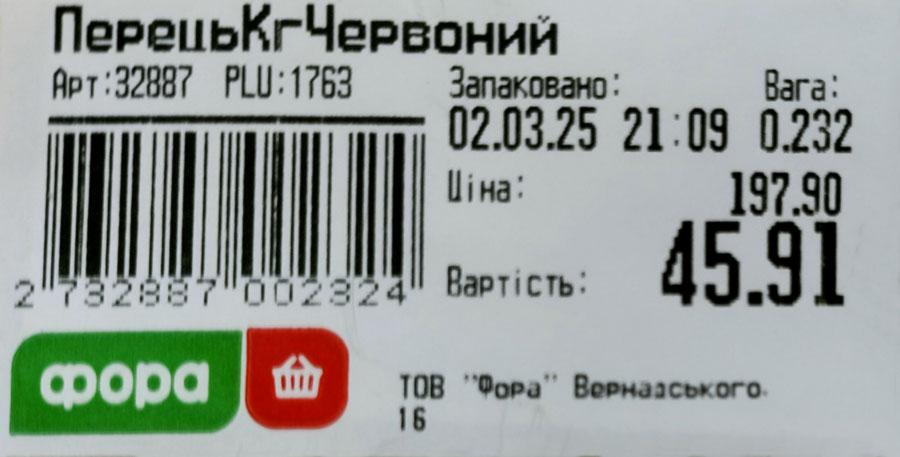 ПерецьКгЧервоний
Арт:32887 PLU:1763
Запаковано: Вага:
02.03.25 21:09 0.232
Ціна: 197.90
Вартість: 45.91
2 732887 002324
фора
ТОВ "Фора" Вернадського.
16